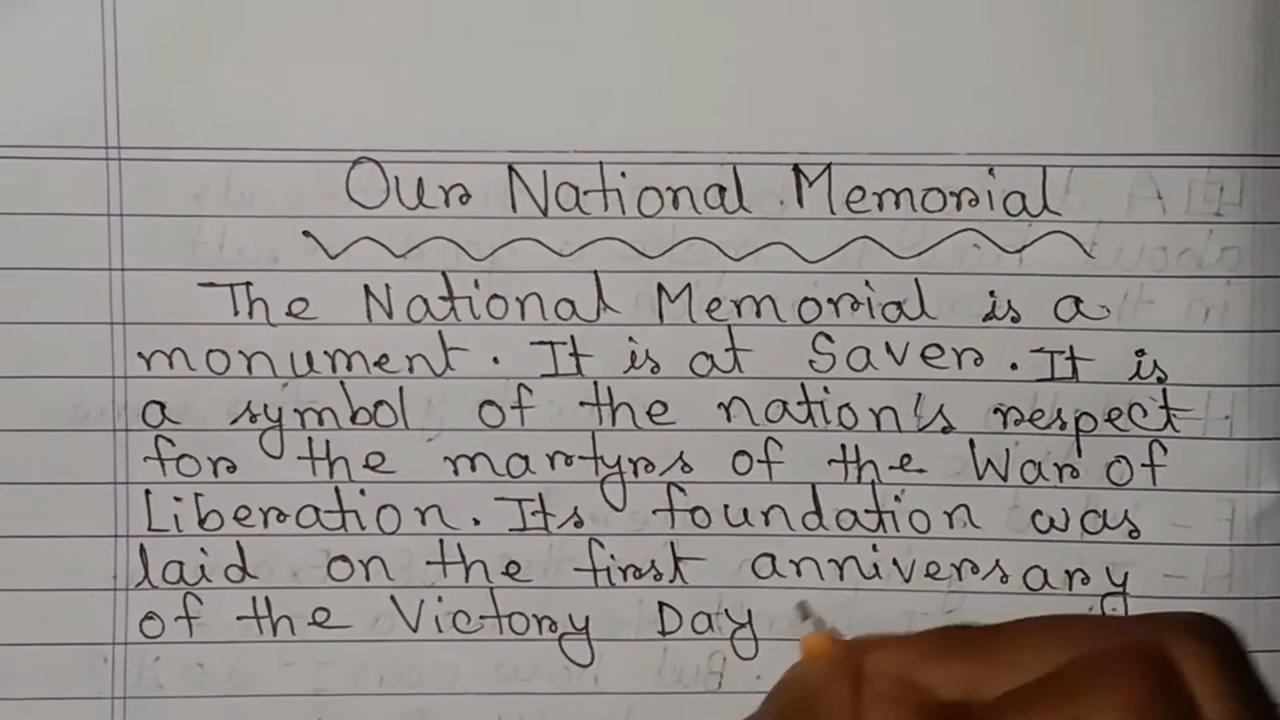 Our National Memorial
The National Memorial is a
monument. It is at Saver. It is
a symbol of the nation's respect
for the martyrs of the War of
Liberation. Its foundation was
laid on the first anniversary
of the Victory Day